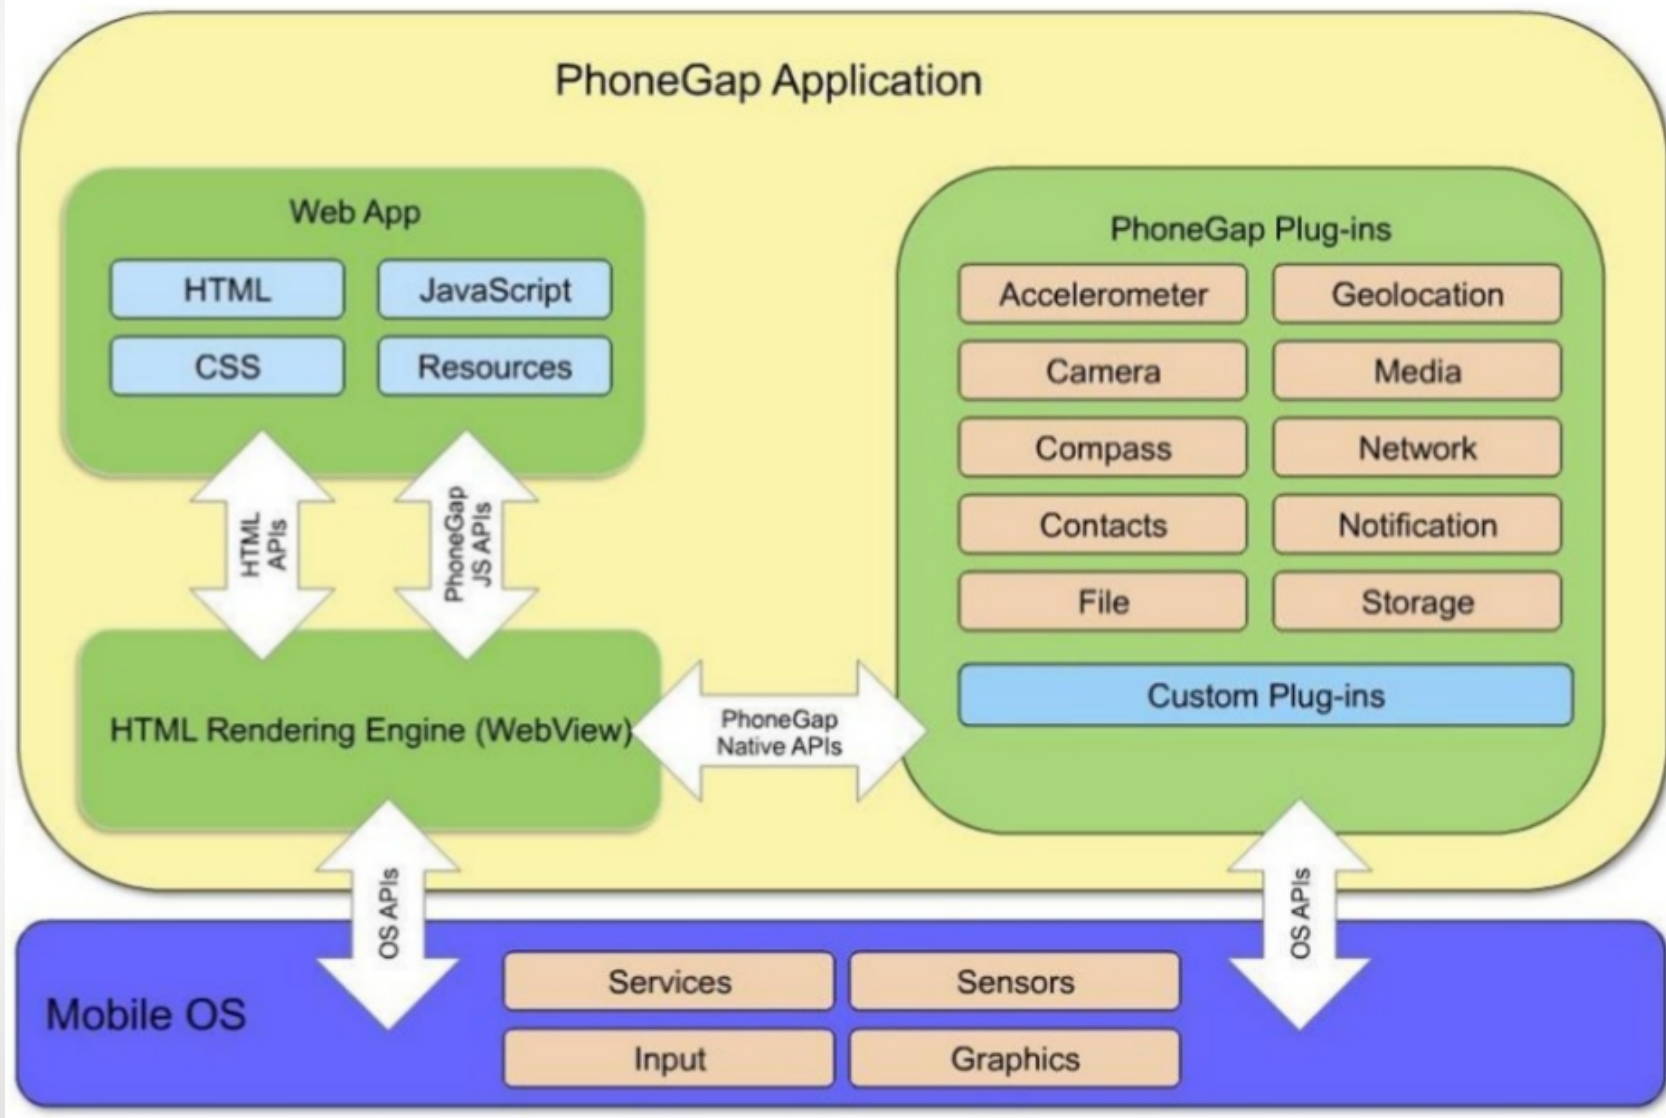 PhoneGap Application
Web App
HTML
JavaScript
CSS
Resources
HTML
APIs
PhoneGap
JS APIs
HTML Rendering Engine (WebView)
PhoneGap
Native APIs
PhoneGap Plug-ins
Accelerometer
Geolocation
Camera
Media
Compass
Network
Contacts
Notification
File
Storage
Custom Plug-ins
OS APIs
OS APIs
Mobile OS
Services
Sensors
Input
Graphics